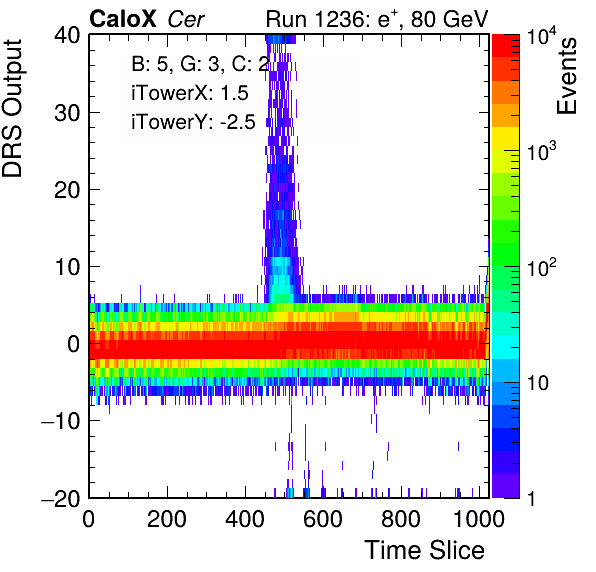 CaloX Cer Run 1236: e+, 80 GeV
B: 5, G: 3, C: 2
iTowerX: 1.5
iTowerY: -2.5
DRS Output
40
30
20
10
0
−10
−20
0 200 400 600 800 1000
Time Slice
Events
10^4
10^3
10^2
10
1